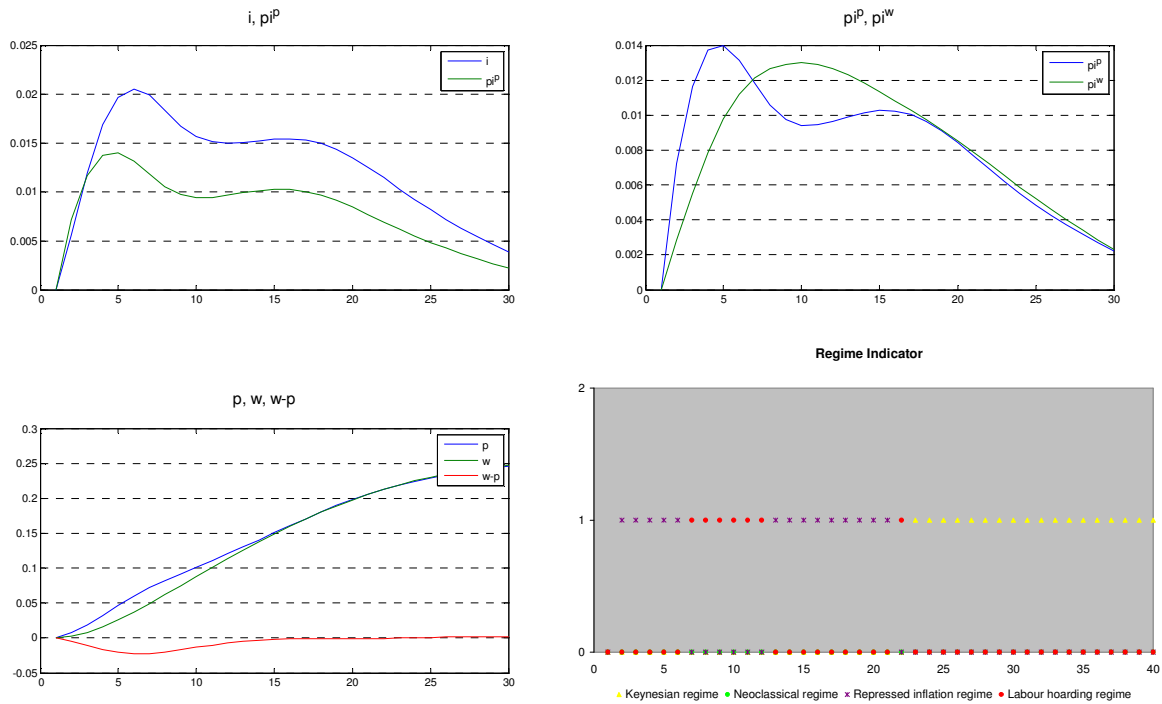 i, pi^p
0.025
0.02
0.015
0.01
0.005
0
i
pi^p
0 5 10 15 20 25 30
pi^p, pi^w
0.014
0.012
0.01
0.008
0.006
0.004
0.002
0
pi^p
pi^w
0 5 10 15 20 25 30
p, w, w-p
0.3
0.25
0.2
0.15
0.1
0.05
0
-0.05
p
w
w-p
0 5 10 15 20 25 30
Regime Indicator
2
1
0
0 5 10 15 20 25 30 35 40
Keynesian regime Neoclassical regime Repressed inflation regime Labour hoarding regime